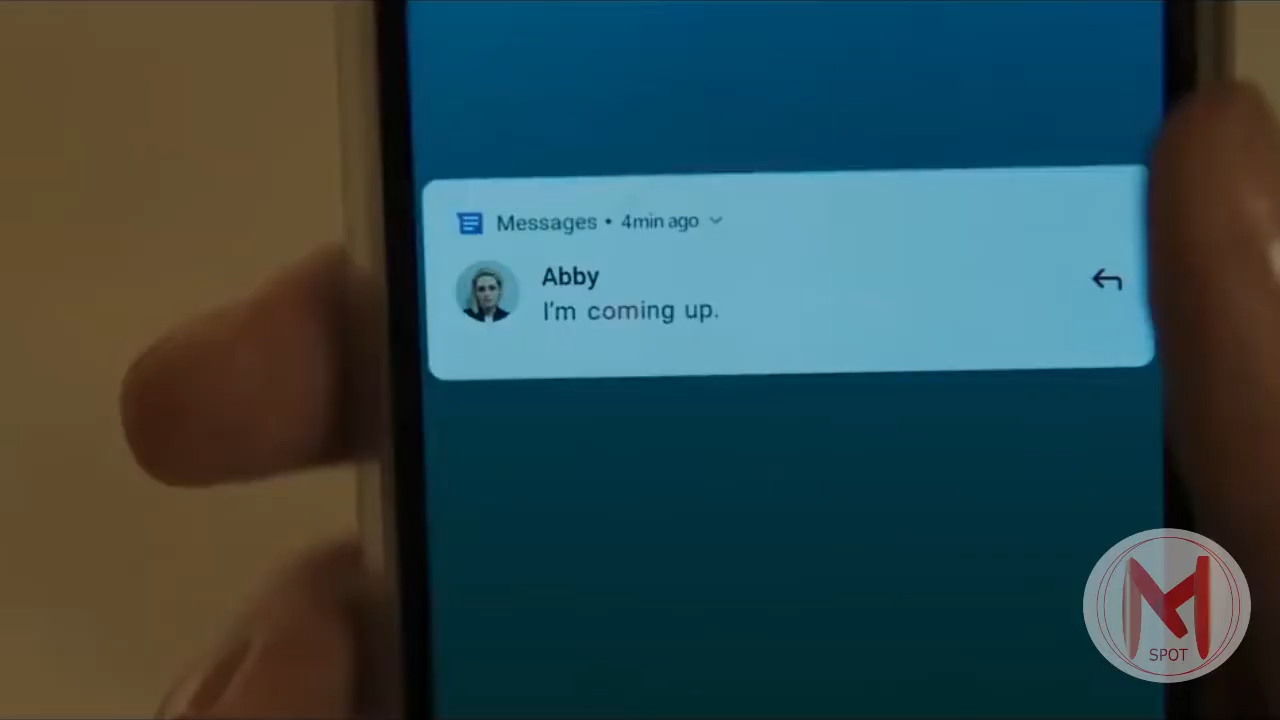 Messages • 4min ago
Abby
I'm coming up.
M
SPOT